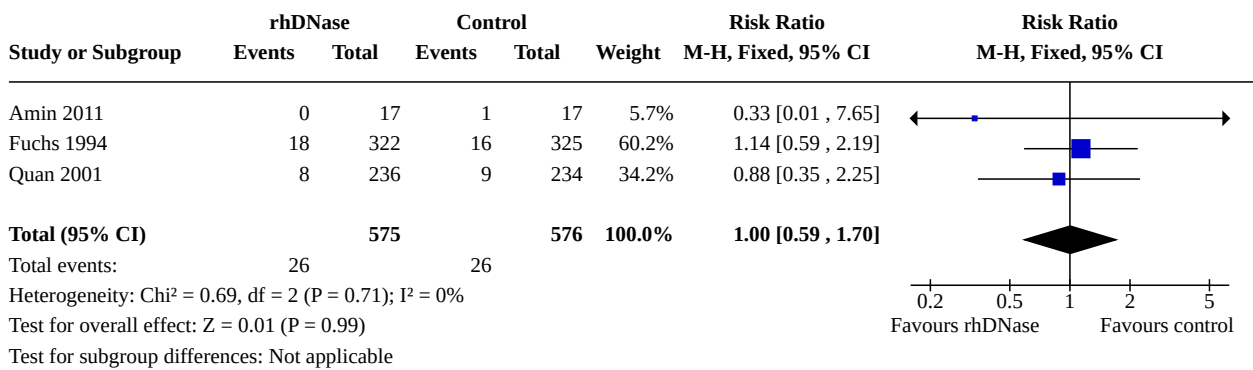 rhDNase Control Risk Ratio Risk Ratio
Study or Subgroup Events Total Events Total Weight M-H, Fixed, 95% CI M-H, Fixed, 95% CI
Amin 2011 0 17 1 17 5.7% 0.33 [0.01 , 7.65]
Fuchs 1994 18 322 16 325 60.2% 1.14 [0.59 , 2.19]
Quan 2001 8 236 9 234 34.2% 0.88 [0.35 , 2.25]
Total (95% CI) 575 576 100.0% 1.00 [0.59 , 1.70]
Total events: 26 26
Heterogeneity: Chi² = 0.69, df = 2 (P = 0.71); I² = 0%
0.2 0.5 1 2 5
Test for overall effect: Z = 0.01 (P = 0.99) Favours rhDNase Favours control
Test for subgroup differences: Not applicable